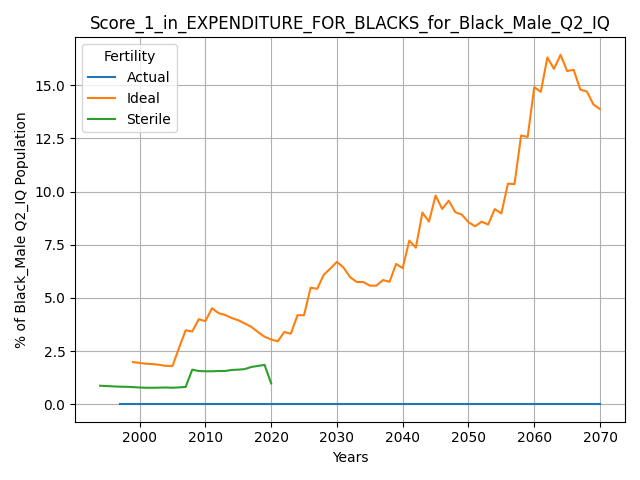 Score_1_in_EXPENDITURE_FOR_BLACKS_for_Black_Male_Q2_IQ
Fertility
Actual
Ideal
Sterile
% of Black_Male Q2_IQ Population
15.0
12.5
10.0
7.5
5.0
2.5
0.0
2000 2010 2020 2030 2040 2050 2060 2070
Years